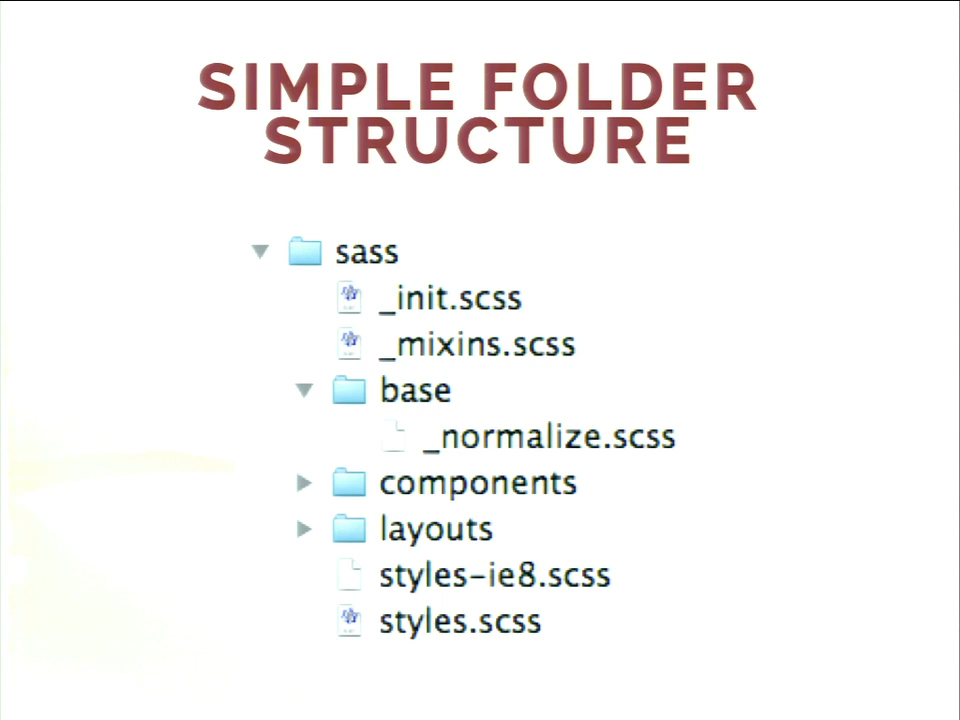 SIMPLE FOLDER
STRUCTURE
sass
_init.scss
_mixins.scss
base
_normalize.scss
components
layouts
styles-ie8.scss
styles.scss